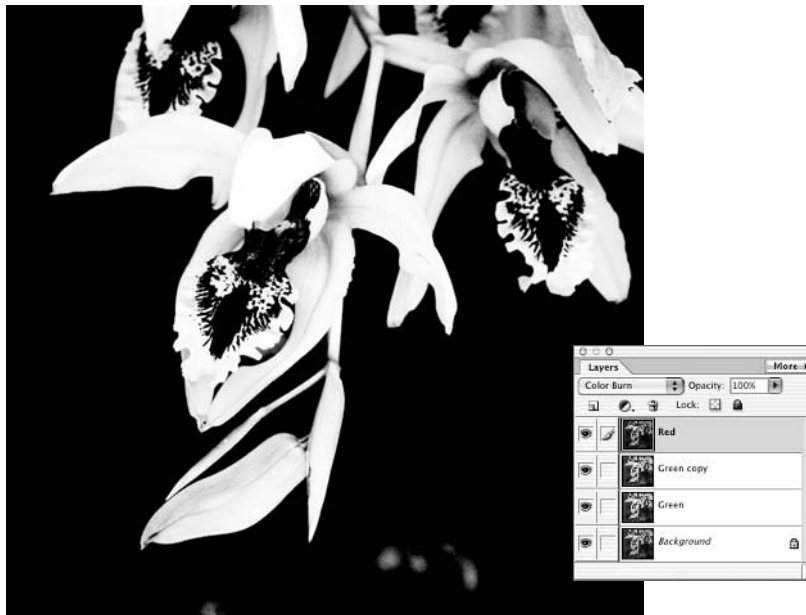 Layers
More
Color Burn Opacity: 100%
Lock:
Red
Green copy
Green
Background